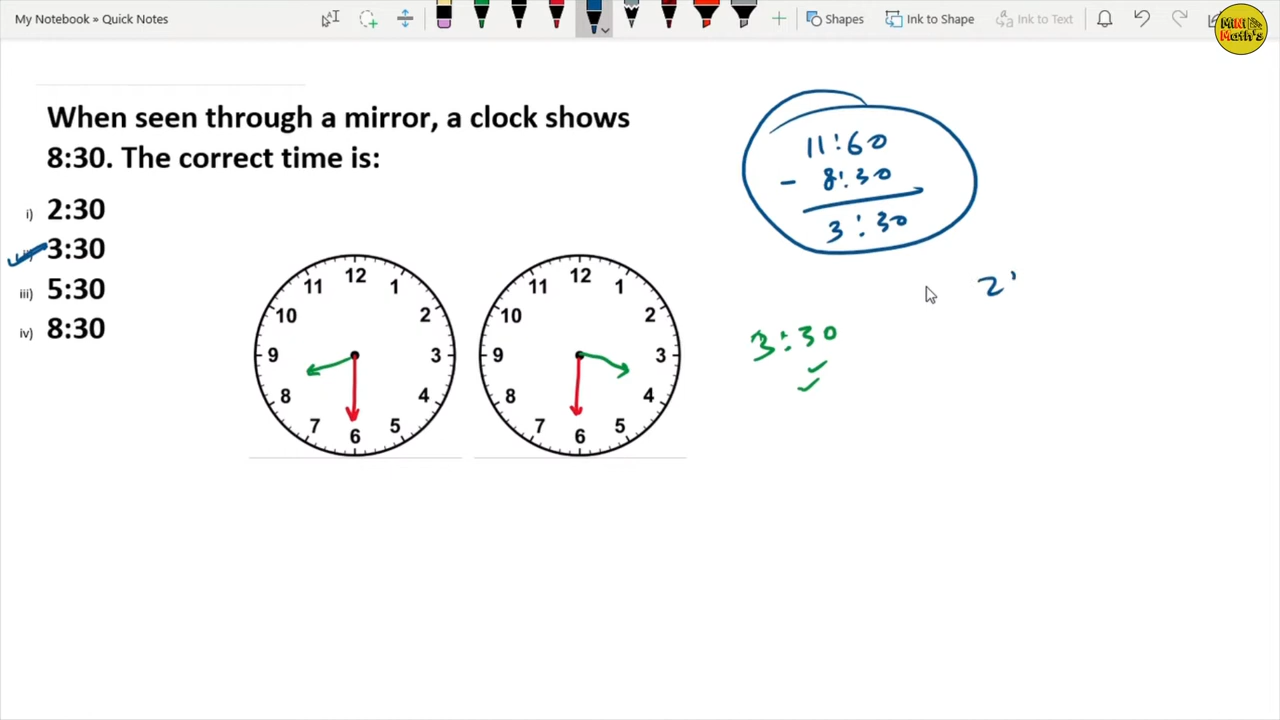 My Notebook » Quick Notes
Shapes
Ink to Shape
Ink to Text
MiNi
Math's
When seen through a mirror, a clock shows
8:30. The correct time is:
i) 2:30
3:30
iii) 5:30
iv) 8:30
11:60
- 8:30
3:30
2'
3:30
12
1
2
3
4
5
6
7
8
9
10
11
12
1
2
3
4
5
6
7
8
9
10
11